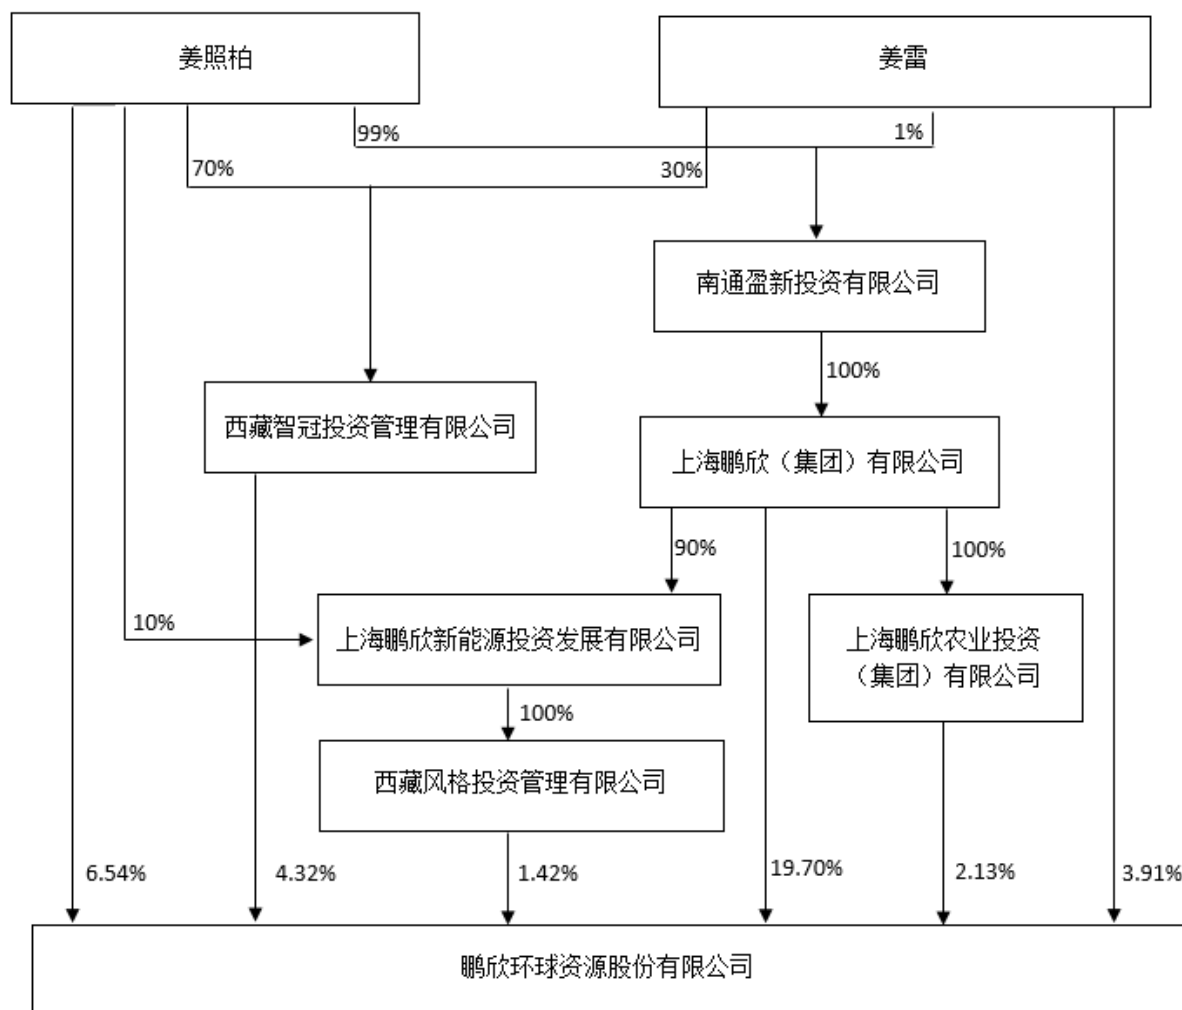 姜照柏
姜雷
99%
1%
70%
30%
南通盈新投资有限公司
100%
西藏智冠投资管理有限公司
上海鹏欣（集团）有限公司
90%
100%
10%
上海鹏欣新能源投资发展有限公司
上海鹏欣农业投资
（集团）有限公司
100%
西藏风格投资管理有限公司
6.54%
4.32%
1.42%
19.70%
2.13%
3.91%
鹏欣环球资源股份有限公司